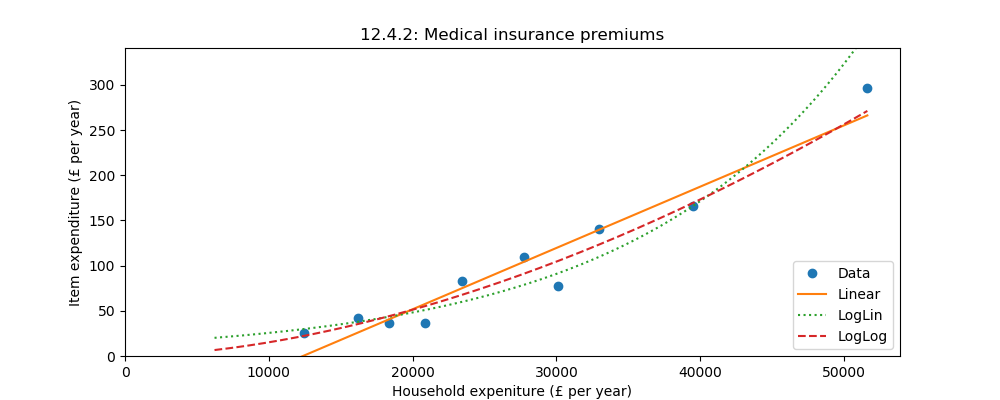 12.4.2: Medical insurance premiums
Item expenditure (£ per year)
300
250
200
150
100
50
0
0 10000 20000 30000 40000 50000
Household expeniture (£ per year)
Data
Linear
LogLin
LogLog